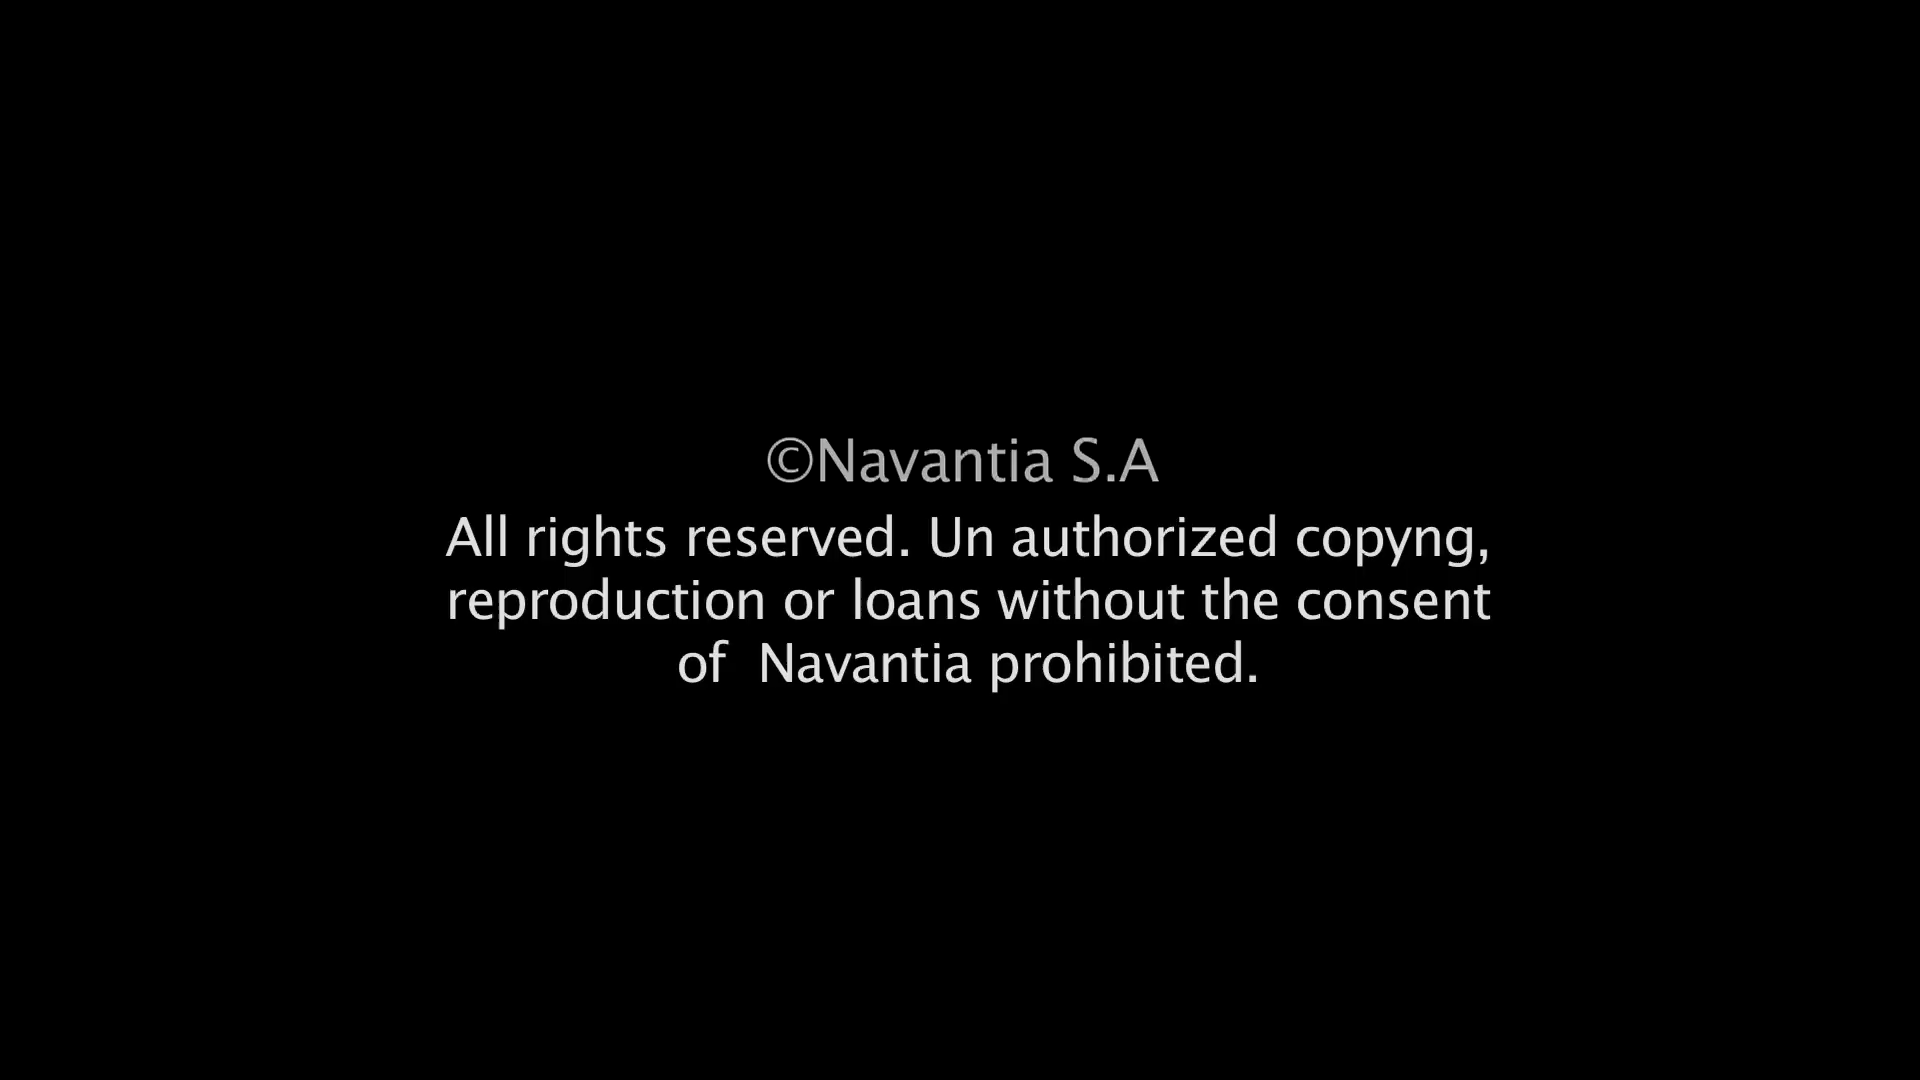 ©Navantia S.A
All rights reserved. Un authorized copyng,
reproduction or loans without the consent
of  Navantia prohibited.